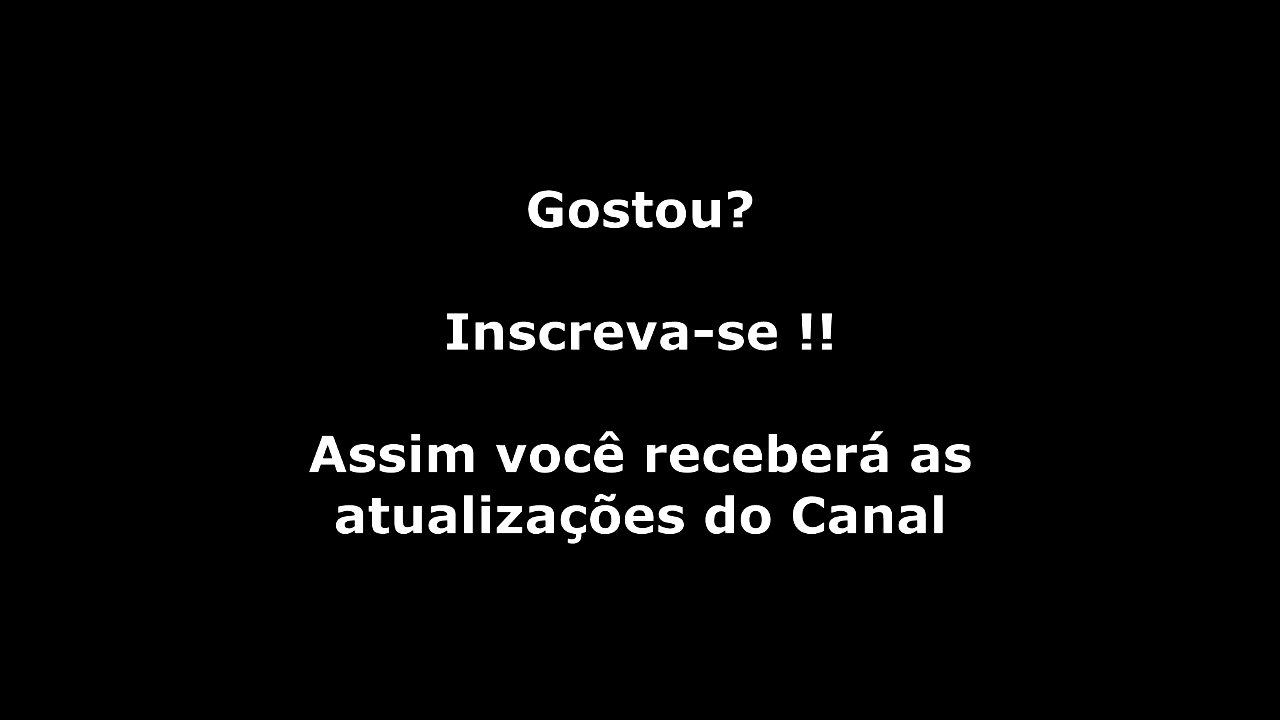 Gostou?
Inscreva-se !!
Assim você receberá as
atualizações do Canal